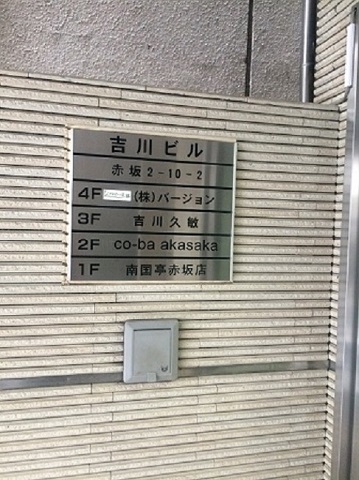 吉川ビル
赤坂2-10-2
4F (株)バージョン
3F 吉川久敏
2F co-ba akasaka
1F 南国亭赤坂店